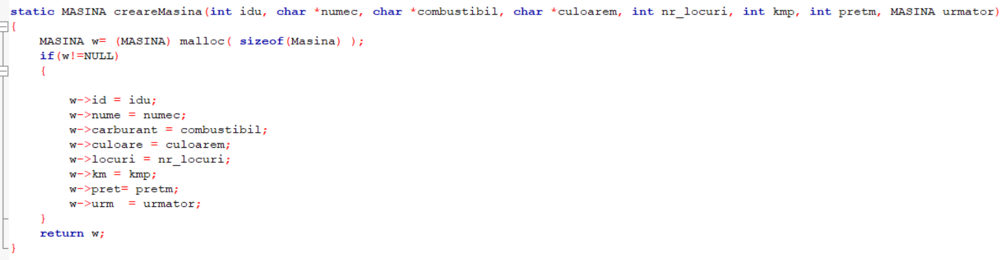 static MASINA creareMasina(int idu, char *numec, char *combustibil, char *culoarem, int nr_locuri, int kmp, int pretm, MASINA urmator)
{
    MASINA w= (MASINA) malloc( sizeof(Masina) );
    if(w!=NULL)
    {

        w->id = idu;
        w->nume = numec;
        w->carburant = combustibil;
        w->culoare = culoarem;
        w->locuri = nr_locuri;
        w->km = kmp;
        w->pret= pretm;
        w->urm  = urmator;
    }
    return w;
}